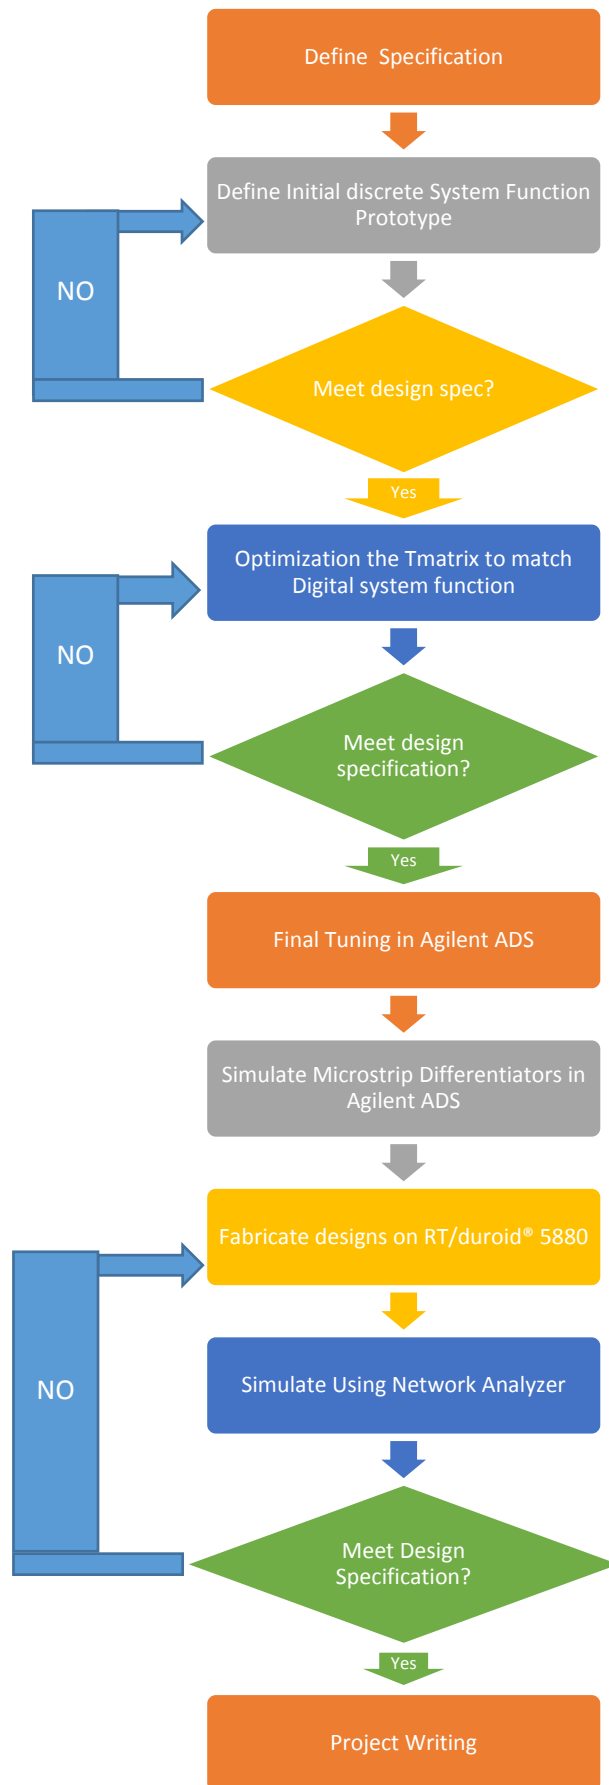 Define  Specification
Define Initial discrete System Function
Prototype
NO
Meet design spec?
Yes
Optimization the Tmatrix to match
Digital system function
NO
Meet design
specification?
Yes
Final Tuning in Agilent ADS
Simulate Microstrip Differentiators in
Agilent ADS
Fabricate designs on RT/duroid® 5880
Simulate Using Network Analyzer
NO
Meet Design
Specification?
Yes
Project Writing